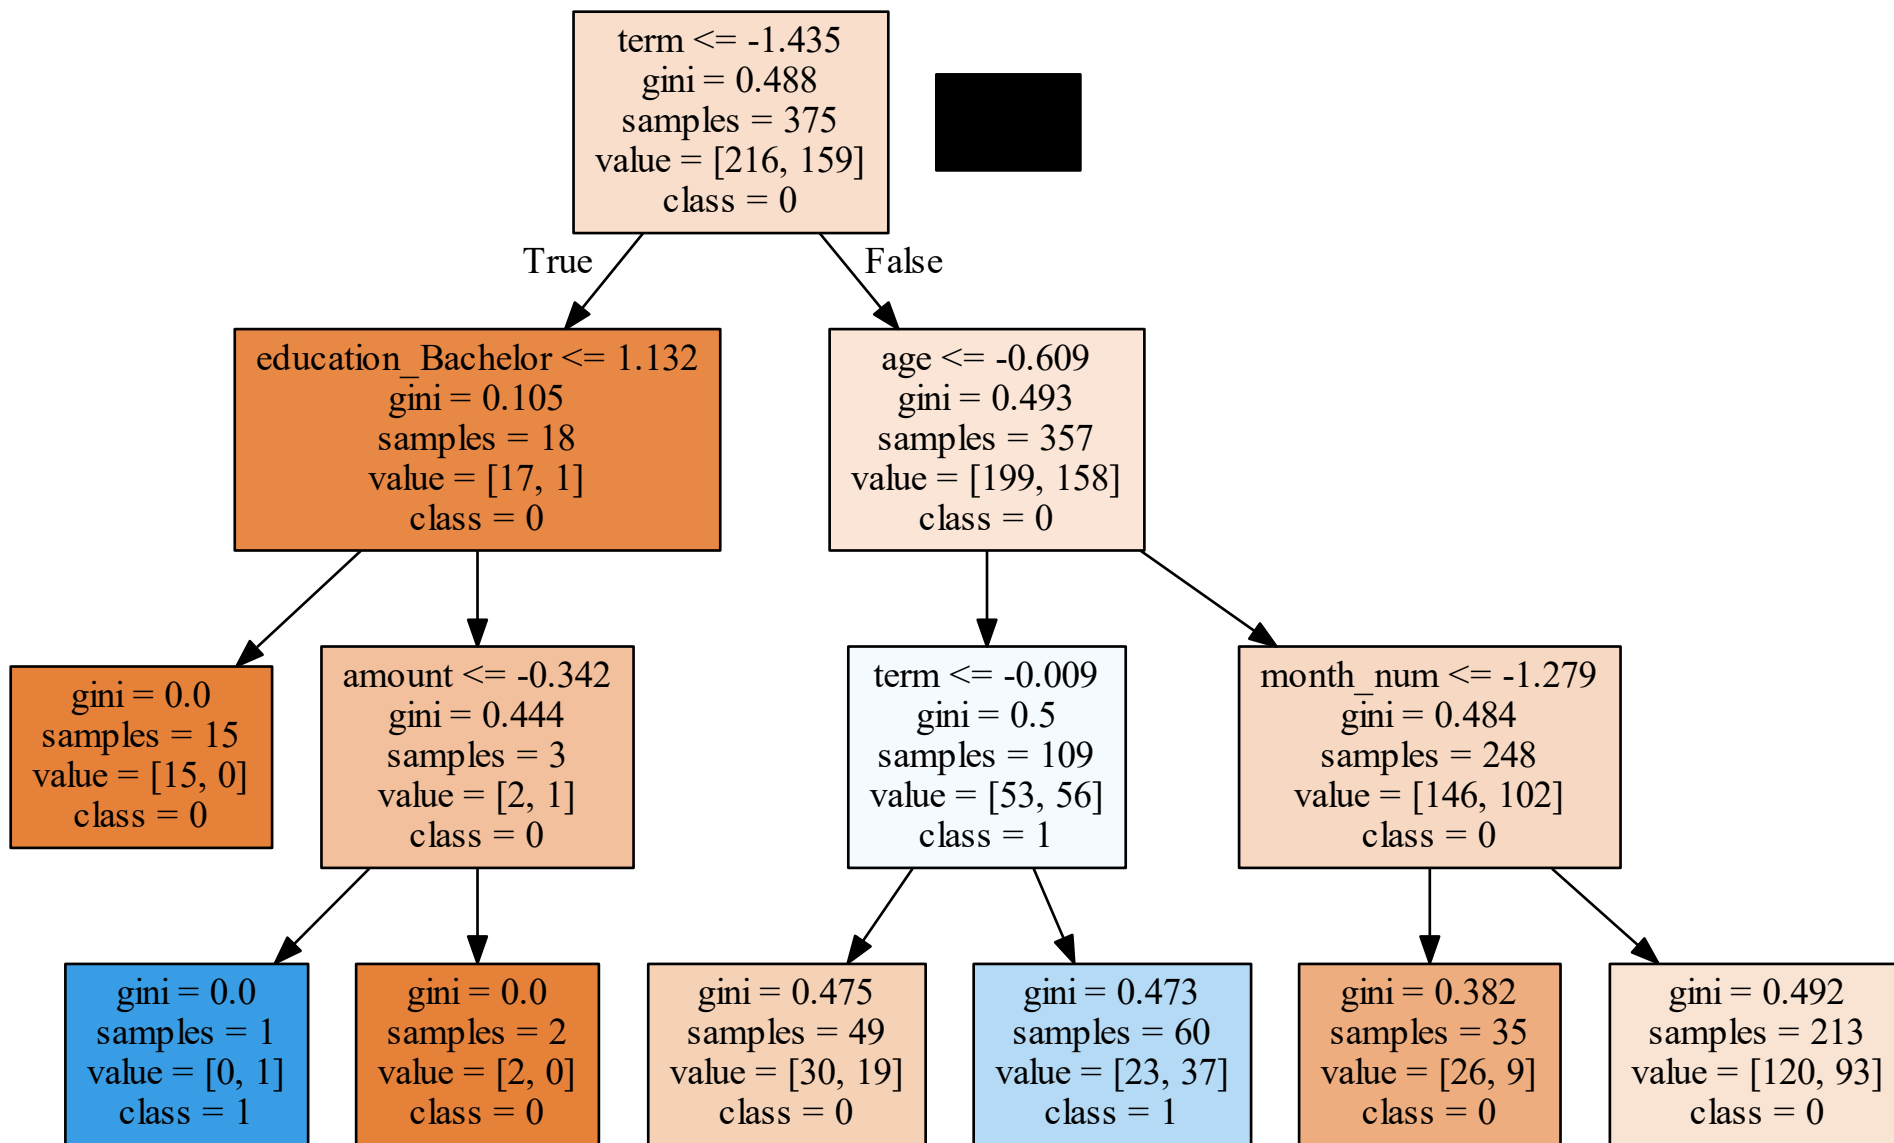 term <= -1.435
gini = 0.488
samples = 375
value = [216, 159]
class = 0
True
False
education_Bachelor <= 1.132
gini = 0.105
samples = 18
value = [17, 1]
class = 0
age <= -0.609
gini = 0.493
samples = 357
value = [199, 158]
class = 0
gini = 0.0
samples = 15
value = [15, 0]
class = 0
amount <= -0.342
gini = 0.444
samples = 3
value = [2, 1]
class = 0
term <= -0.009
gini = 0.5
samples = 109
value = [53, 56]
class = 1
month_num <= -1.279
gini = 0.484
samples = 248
value = [146, 102]
class = 0
gini = 0.0
samples = 1
value = [0, 1]
class = 1
gini = 0.0
samples = 2
value = [2, 0]
class = 0
gini = 0.475
samples = 49
value = [30, 19]
class = 0
gini = 0.473
samples = 60
value = [23, 37]
class = 1
gini = 0.382
samples = 35
value = [26, 9]
class = 0
gini = 0.492
samples = 213
value = [120, 93]
class = 0